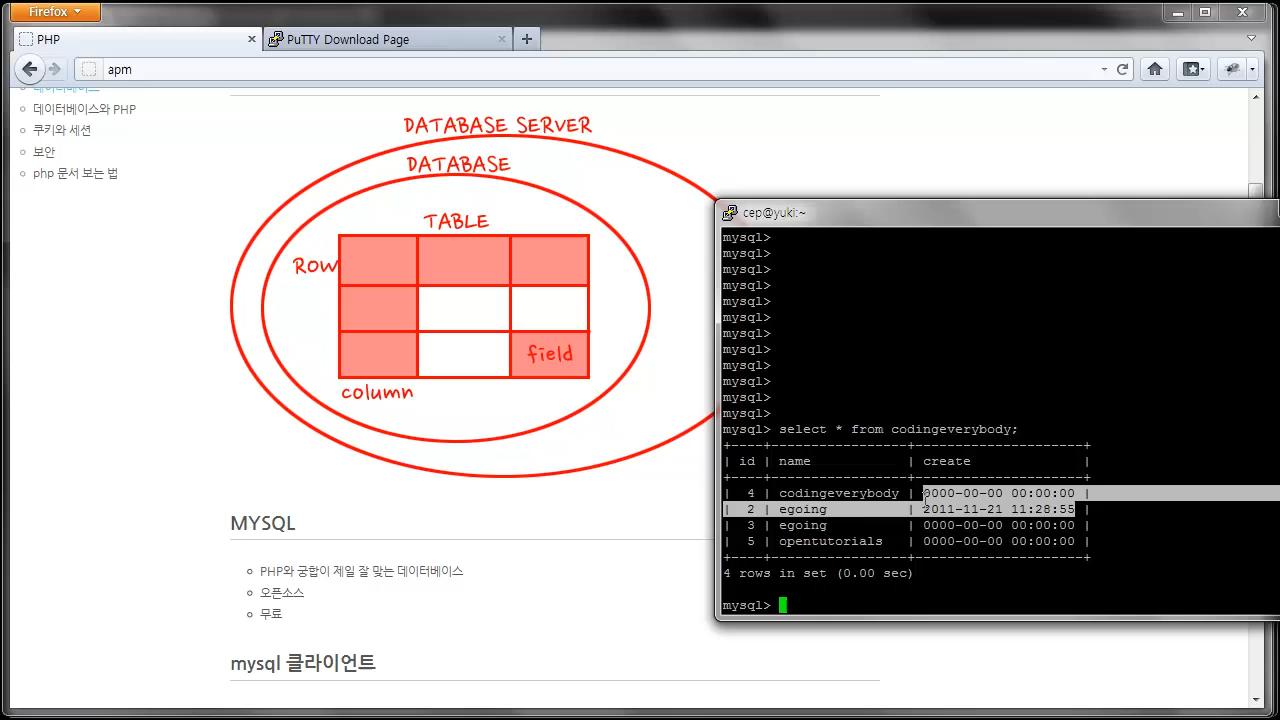 Firefox
PHP
PuTTY Download Page
apm
데이터베이스
데이터베이스와 PHP
쿠키와 세션
보안
php 문서 보는 법
DATABASE SERVER
DATABASE
TABLE
Row
field
column
MYSQL
PHP와 궁합이 제일 잘 맞는 데이터베이스
오픈소스
무료
mysql 클라이언트
cep@yuki:~
mysql>
mysql>
mysql>
mysql>
mysql>
mysql>
mysql>
mysql>
mysql>
mysql>
mysql>
mysql>
mysql> select * from codingeverybody;
+----+-----------------+---------------------+
| id | name            | create              |
+----+-----------------+---------------------+
|  4 | codingeverybody | 0000-00-00 00:00:00 |
|  2 | egoing          | 2011-11-21 11:28:55 |
|  3 | egoing          | 0000-00-00 00:00:00 |
|  5 | opentutorials   | 0000-00-00 00:00:00 |
+----+-----------------+---------------------+
4 rows in set (0.00 sec)
mysql>